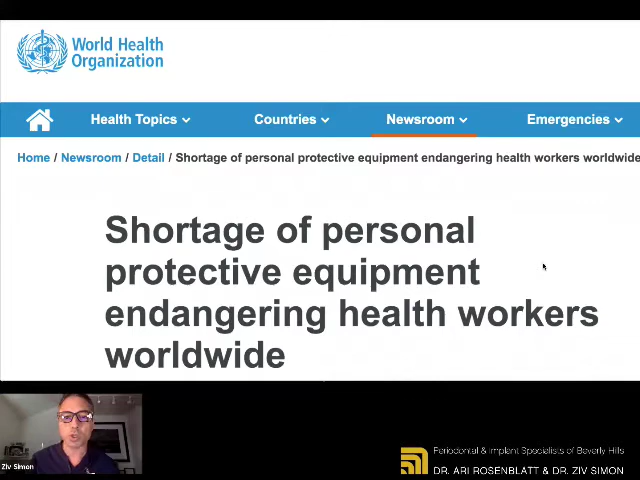 World Health
Organization
Health Topics
Countries
Newsroom
Emergencies
Home / Newsroom / Detail / Shortage of personal protective equipment endangering health workers worldwide
Shortage of personal
protective equipment
endangering health workers
worldwide
Ziv Simon
Periodontal & Implant Specialists of Beverly Hills
DR. ARI ROSENBLATT & DR. ZIV SIMON